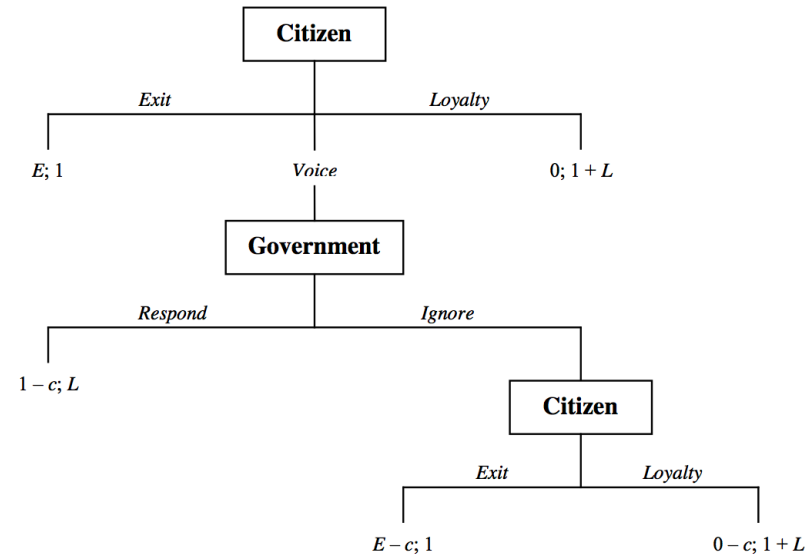 Citizen
Exit Loyalty
E; 1 Voice 0; 1 + L
Government
Respond Ignore
1 – c; L
Citizen
Exit Loyalty
E – c; 1 0 – c; 1 + L